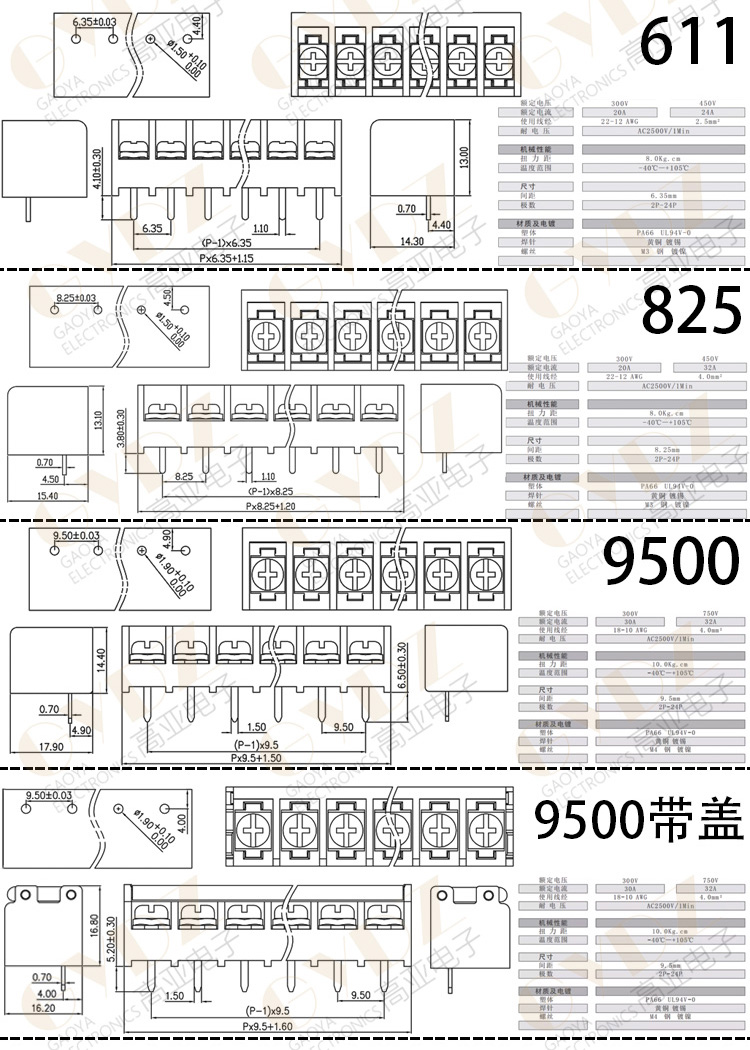 611
6.35±0.03
4.40
ø1.50 +0.10 0.00
额定电压 300V 450V
额定电流 20A 24A
使用线经 22-12 AWG 2.5mm²
耐 电 压 AC2500V/1Min
机械性能
扭 力 距 8.0Kg.cm
温度范围 -40℃~+105℃
尺寸
间距 6.35mm
极数 2P-24P
材质及电镀
塑体 PA66 UL94V-0
焊针 黄铜 镀锡
螺丝 M3 钢 镀镍
4.10±0.30
6.35
1.10
(P-1)x6.35
Px6.35+1.15
13.00
0.70
4.40
14.30
825
8.25±0.03
4.50
ø1.50 +0.10 0.00
额定电压 300V 450V
额定电流 20A 32A
使用线经 22-12 AWG 4.0mm²
耐 电 压 AC2500V/1Min
机械性能
扭 力 距 8.0Kg.cm
温度范围 -40℃~+105℃
尺寸
间距 8.25mm
极数 2P-24P
材质及电镀
塑体 PA66 UL94V-0
焊针 黄铜 镀锡
螺丝 M3 钢 镀镍
13.10
0.70
4.50
15.40
3.80±0.30
8.25
1.10
(P-1)x8.25
Px8.25+1.20
9500
9.50±0.03
4.90
ø1.90 +0.10 0.00
额定电压 300V 750V
额定电流 30A 32A
使用线经 18-10 AWG 4.0mm²
耐 电 压 AC2500V/1Min
机械性能
扭 力 距 10.0Kg.cm
温度范围 -40℃~+105℃
尺寸
间距 9.5mm
极数 2P-24P
材质及电镀
塑体 PA66 UL94V-0
焊针 黄铜 镀锡
螺丝 M4 钢 镀镍
14.40
0.70
4.90
17.90
6.50±0.30
1.50
9.50
(P-1)x9.5
Px9.5+1.50
9500带盖
9.50±0.03
4.00
ø1.90 +0.10 0.00
额定电压 300V 750V
额定电流 30A 32A
使用线经 18-10 AWG 4.0mm²
耐 电 压 AC2500V/1Min
机械性能
扭 力 距 10.0Kg.cm
温度范围 -40℃~+105℃
尺寸
间距 9.5mm
极数 2P-24P
材质及电镀
塑体 PA66 UL94V-0
焊针 黄铜 镀锡
螺丝 M4 钢 镀镍
16.80
0.70
4.00
16.20
5.20±0.30
1.50
9.50
(P-1)x9.5
Px9.5+1.60
GAOYA
ELECTRONICS
高亚电子
GYDZ